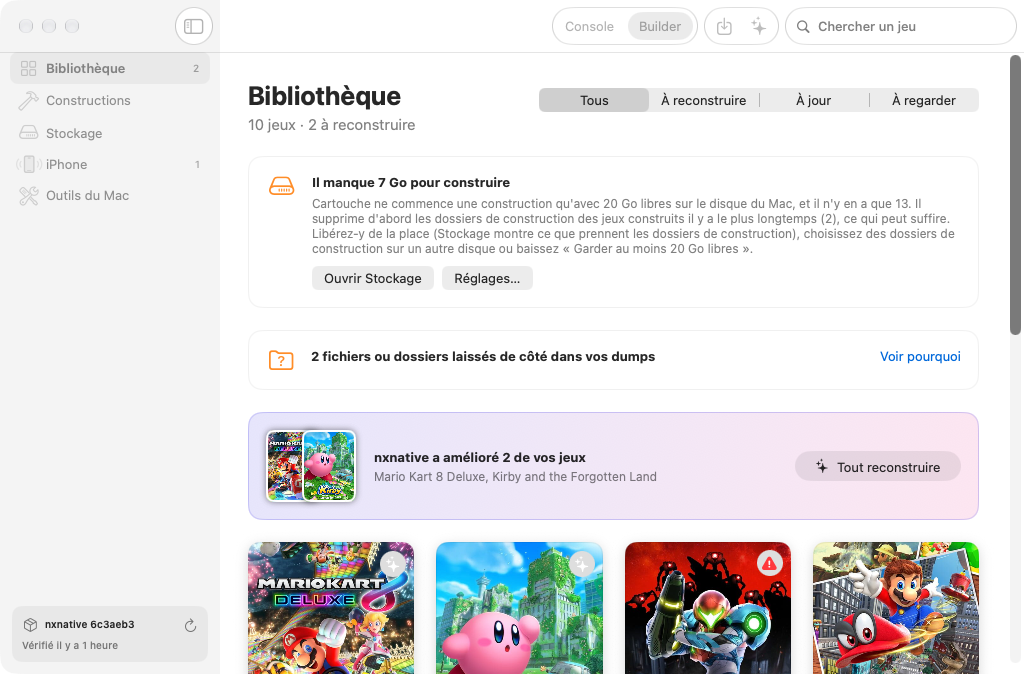 Console
Builder
Chercher un jeu
Bibliothèque
2
Constructions
Stockage
iPhone
1
Outils du Mac
nxnative 6c3aeb3
Vérifié il y a 1 heure
Bibliothèque
10 jeux · 2 à reconstruire
Tous
À reconstruire
À jour
À regarder
Il manque 7 Go pour construire
Cartouche ne commence une construction qu'avec 20 Go libres sur le disque du Mac, et il n'y en a que 13. Il
supprime d'abord les dossiers de construction des jeux construits il y a le plus longtemps (2), ce qui peut suffire.
Libérez-y de la place (Stockage montre ce que prennent les dossiers de construction), choisissez des dossiers de
construction sur un autre disque ou baissez « Garder au moins 20 Go libres ».
Ouvrir Stockage
Réglages…
2 fichiers ou dossiers laissés de côté dans vos dumps
Voir pourquoi
nxnative a amélioré 2 de vos jeux
Mario Kart 8 Deluxe, Kirby and the Forgotten Land
Tout reconstruire
MARIOKART 8
DELUXE